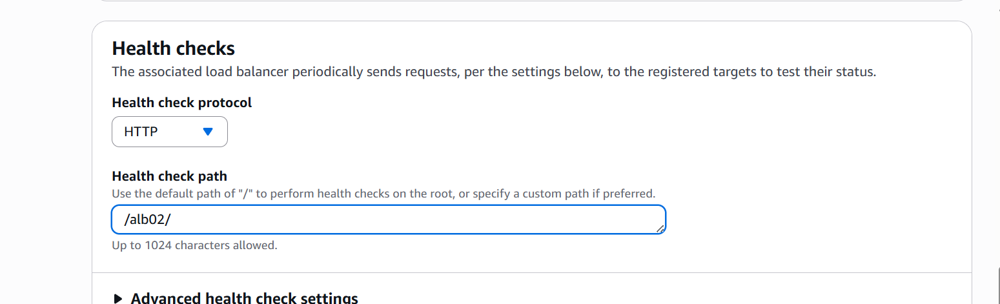 Health checks
The associated load balancer periodically sends requests, per the settings below, to the registered targets to test their status.
Health check protocol
HTTP
Health check path
Use the default path of "/" to perform health checks on the root, or specify a custom path if preferred.
/alb02/
Up to 1024 characters allowed.
Advanced health check settings